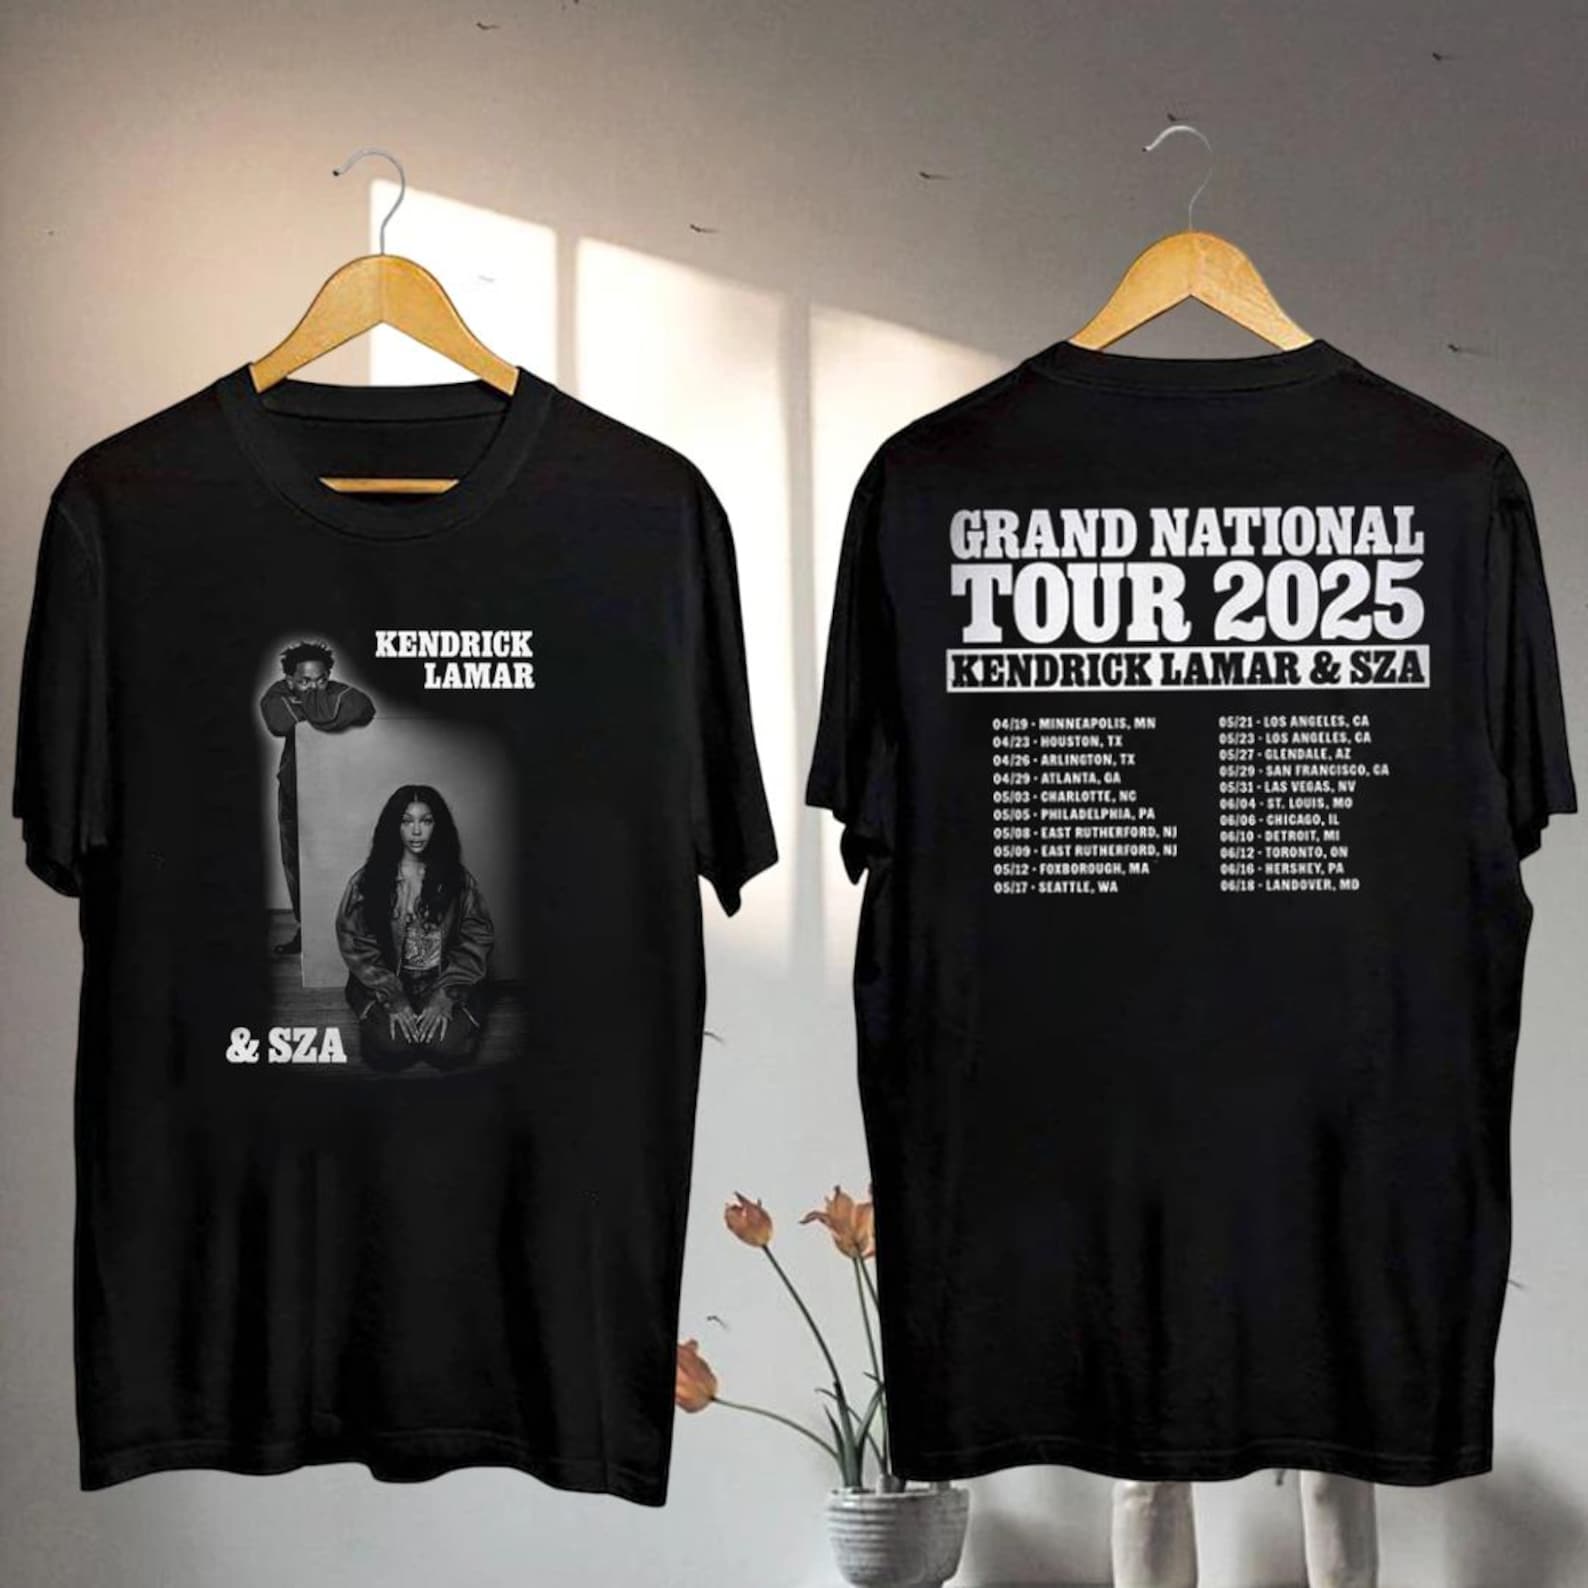 KENDRICK
LAMAR
& SZA
GRAND NATIONAL
TOUR 2025
KENDRICK LAMAR & SZA
04/19 - MINNEAPOLIS, MN
04/23 - HOUSTON, TX
04/26 - ARLINGTON, TX
04/29 - ATLANTA, GA
05/03 - CHARLOTTE, NC
05/05 - PHILADELPHIA, PA
05/08 - EAST RUTHERFORD, NJ
05/09 - EAST RUTHERFORD, NJ
05/12 - FOXBOROUGH, MA
05/17 - SEATTLE, WA
05/21 - LOS ANGELES, CA
05/23 - LOS ANGELES, CA
05/27 - GLENDALE, AZ
05/29 - SAN FRANCISCO, CA
05/31 - LAS VEGAS, NV
06/04 - ST. LOUIS, MO
06/06 - CHICAGO, IL
06/10 - DETROIT, MI
06/12 - TORONTO, ON
06/16 - HERSHEY, PA
06/18 - LANDOVER, MD